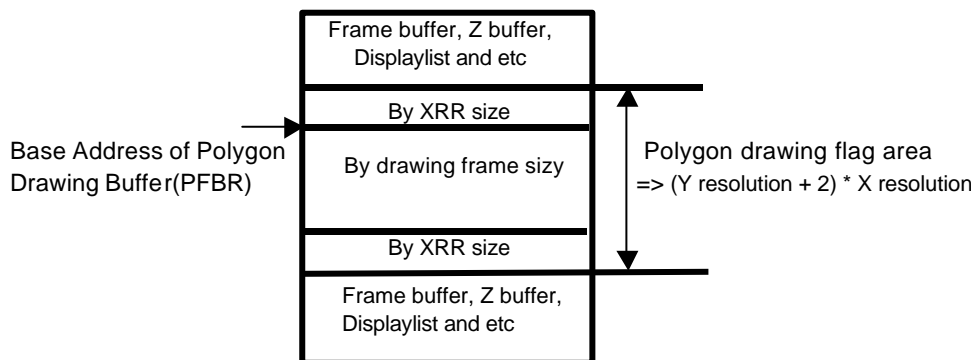 Frame buffer, Z buffer,
Displaylist and etc
By XRR size
Base Address of Polygon
Drawing Buffer(PFBR)
By drawing frame sizy
Polygon drawing flag area
=> (Y resolution + 2) * X resolution
By XRR size
Frame buffer, Z buffer,
Displaylist and etc